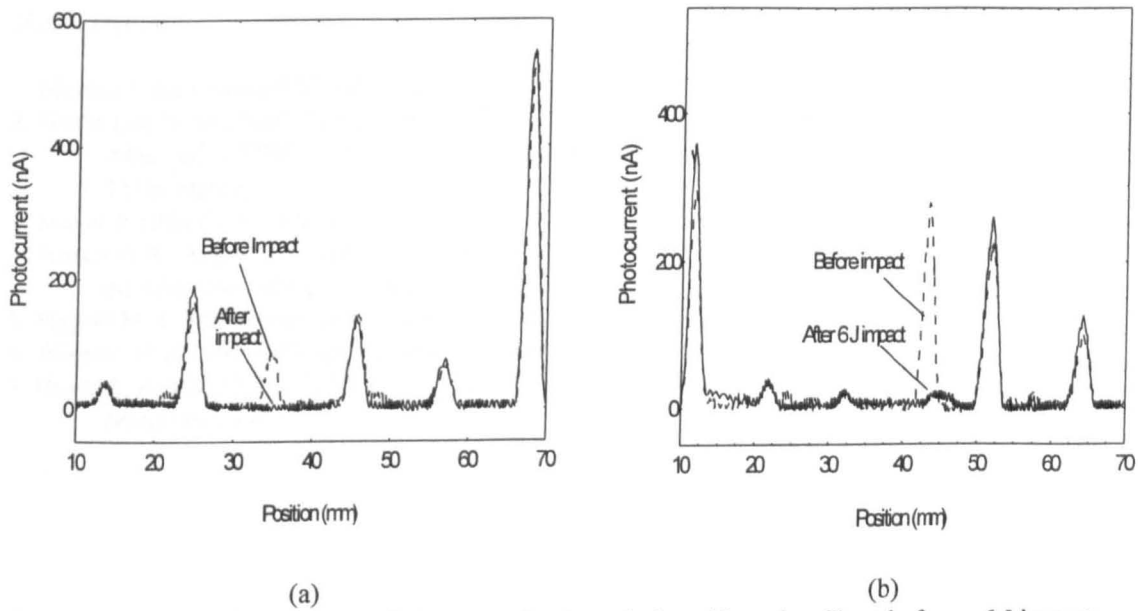 600
400
200
0
Photocurrent (nA)
Before Impact
After
impact
10 20 30 40 50 60 70
Position (mm)
(a)
400
200
0
Photocurrent (nA)
Before impact
After 6 J impact
10 20 30 40 50 60 70
Position (mm)
(b)